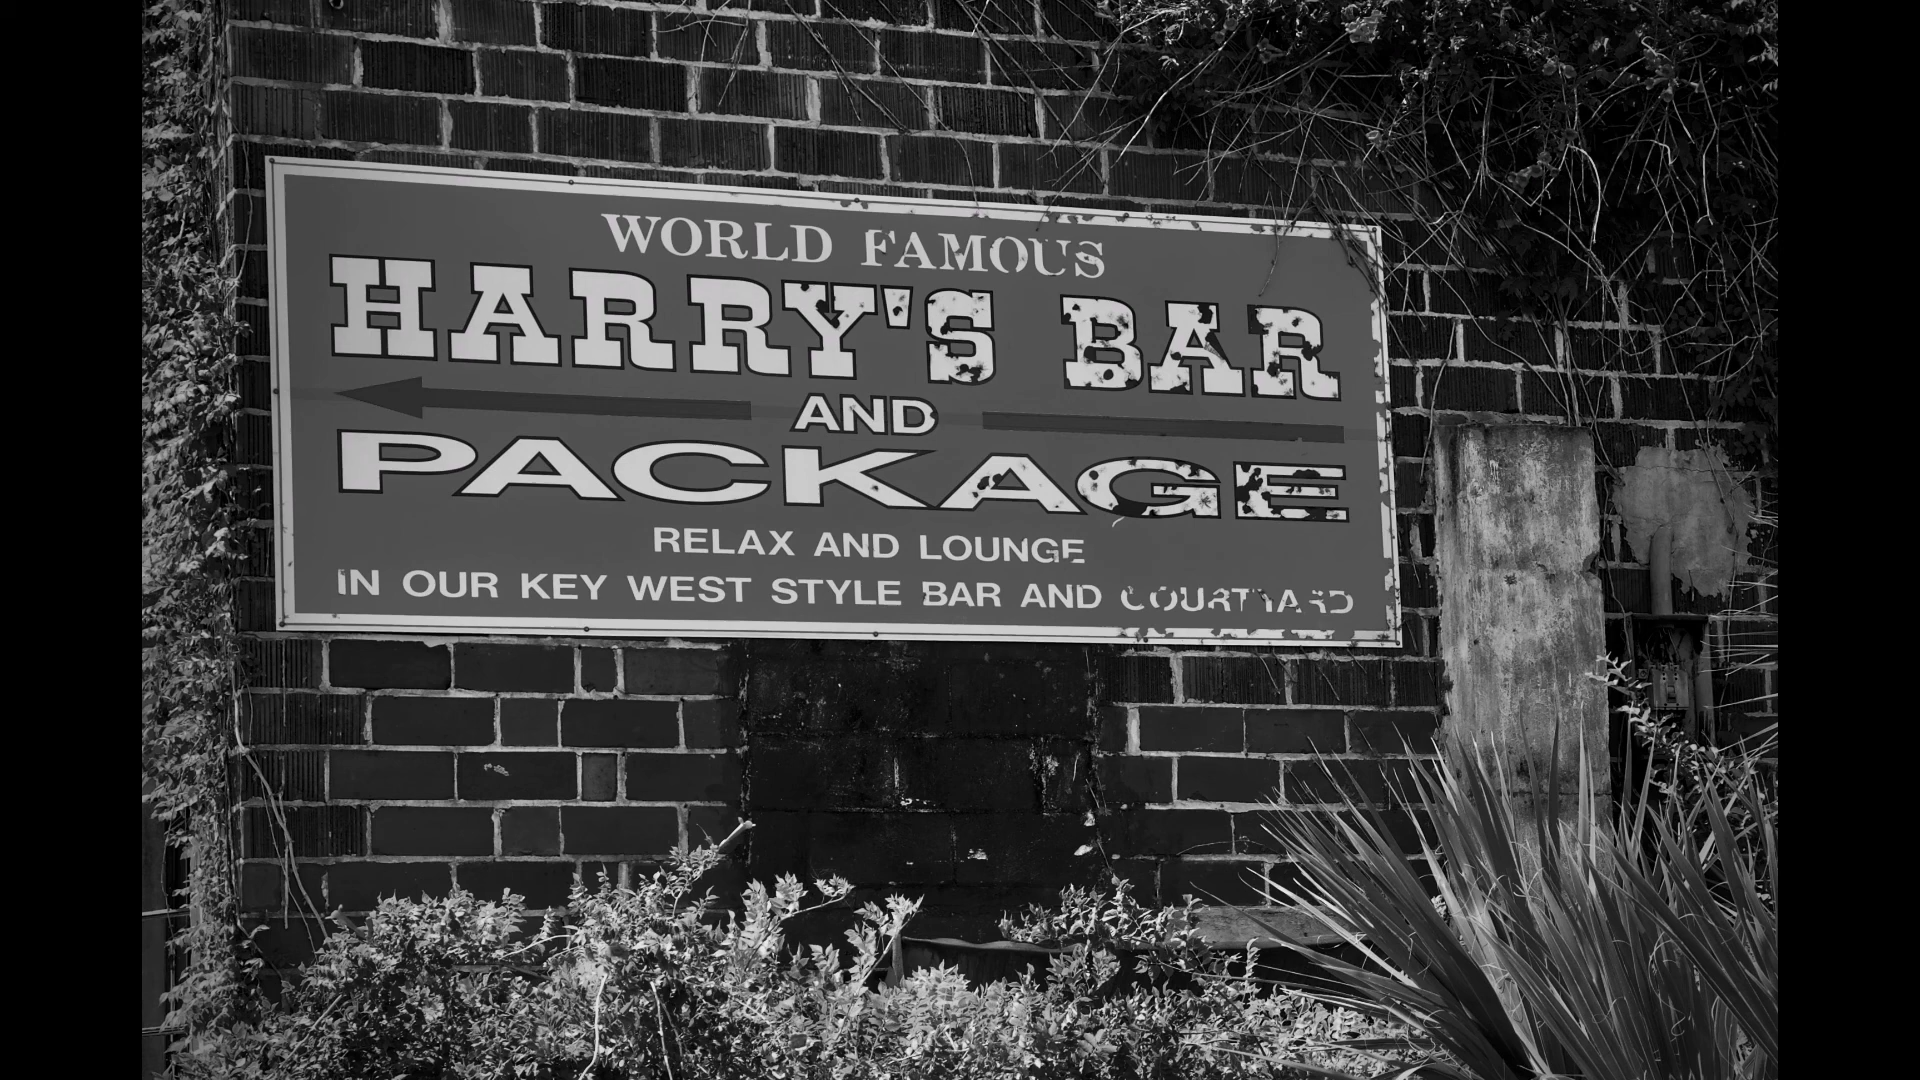 WORLD FAMOUS
HARRY'S BAR
AND
PACKAGE
RELAX AND LOUNGE
IN OUR KEY WEST STYLE BAR AND COURTYARD